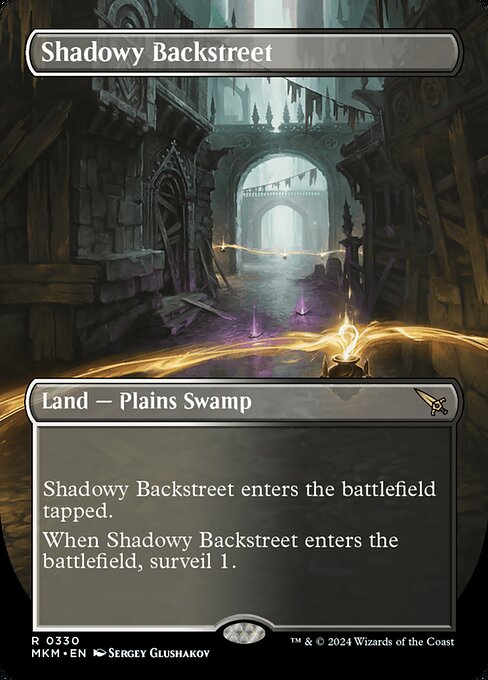 Shadowy Backstreet
Land — Plains Swamp
Shadowy Backstreet enters the battlefield
tapped.
When Shadowy Backstreet enters the
battlefield, surveil 1.
R 0330
MKM • EN Sergey Glushakov
™ & © 2024 Wizards of the Coast